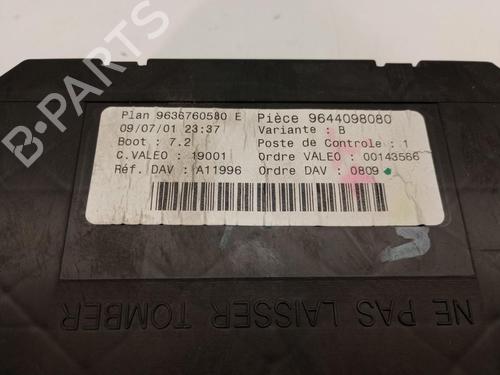 B-PARTS
Plan 9636760580 E Pièce 9644098080
09/07/01 23:37 Variante : B
Boot : 7.2 Poste de Controle : 1
C.VALEO : 19001 Ordre VALEO : 00143566
Réf. DAV : A11996 Ordre DAV : 0809
NE PAS LAISSER TOMBER